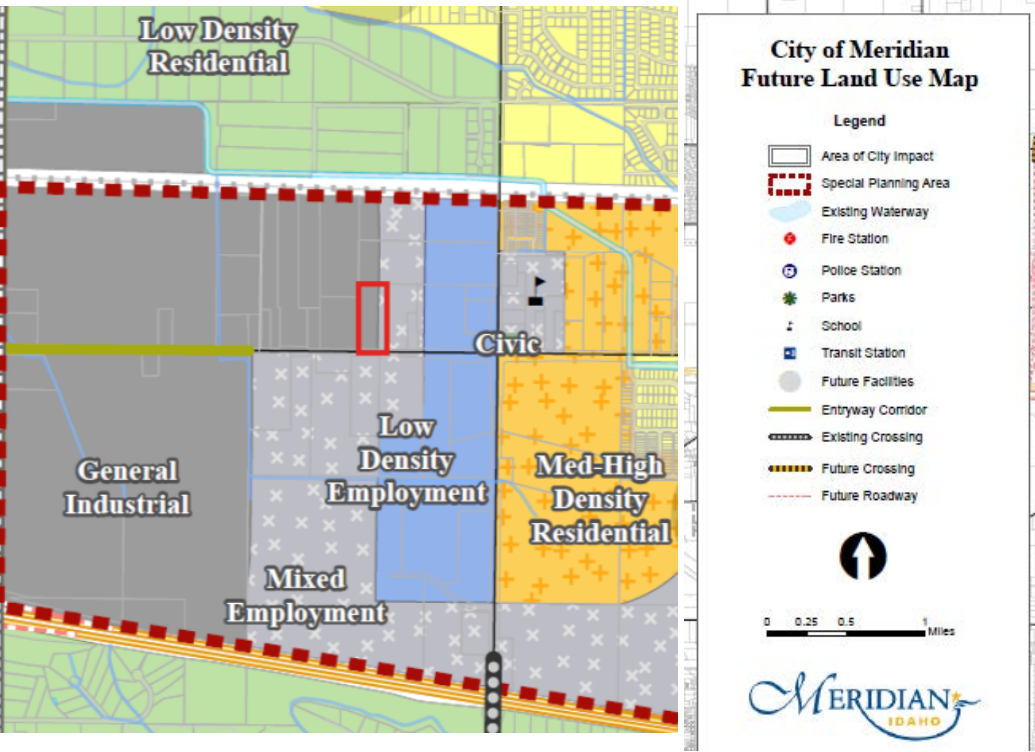 Low Density
Residential
Civic
Low
Density
Employment
General
Industrial
Med-High
Density
Residential
Mixed
Employment
City of Meridian
Future Land Use Map
Legend
Area of City Impact
Special Planning Area
Existing Waterway
Fire Station
Police Station
Parks
School
Transit Station
Future Facilities
Entryway Corridor
Existing Crossing
Future Crossing
Future Roadway
0 0.25 0.5 1
Miles
MERIDIAN
IDAHO